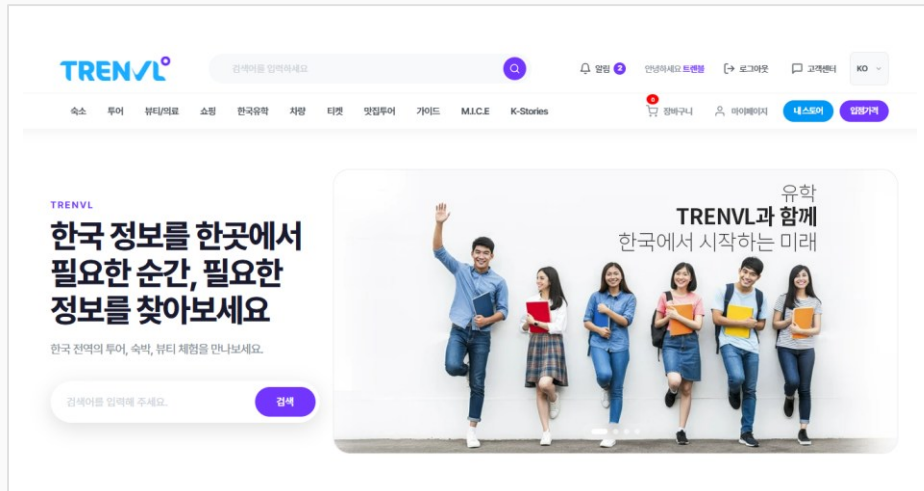 TRENVL
검색어를 입력하세요
알림 2
안녕하세요 트렌블
로그아웃
고객센터
KO
숙소
투어
뷰티/의료
쇼핑
한국유학
차량
티켓
맛집투어
가이드
M.I.C.E
K-Stories
0
장바구니
마이페이지
내 스토어
입점가격
TRENVL
한국 정보를 한곳에서
필요한 순간, 필요한
정보를 찾아보세요
한국 전역의 투어, 숙박, 뷰티 체험을 만나보세요.
검색어를 입력해 주세요.
검색
유학
TRENVL과 함께
한국에서 시작하는 미래